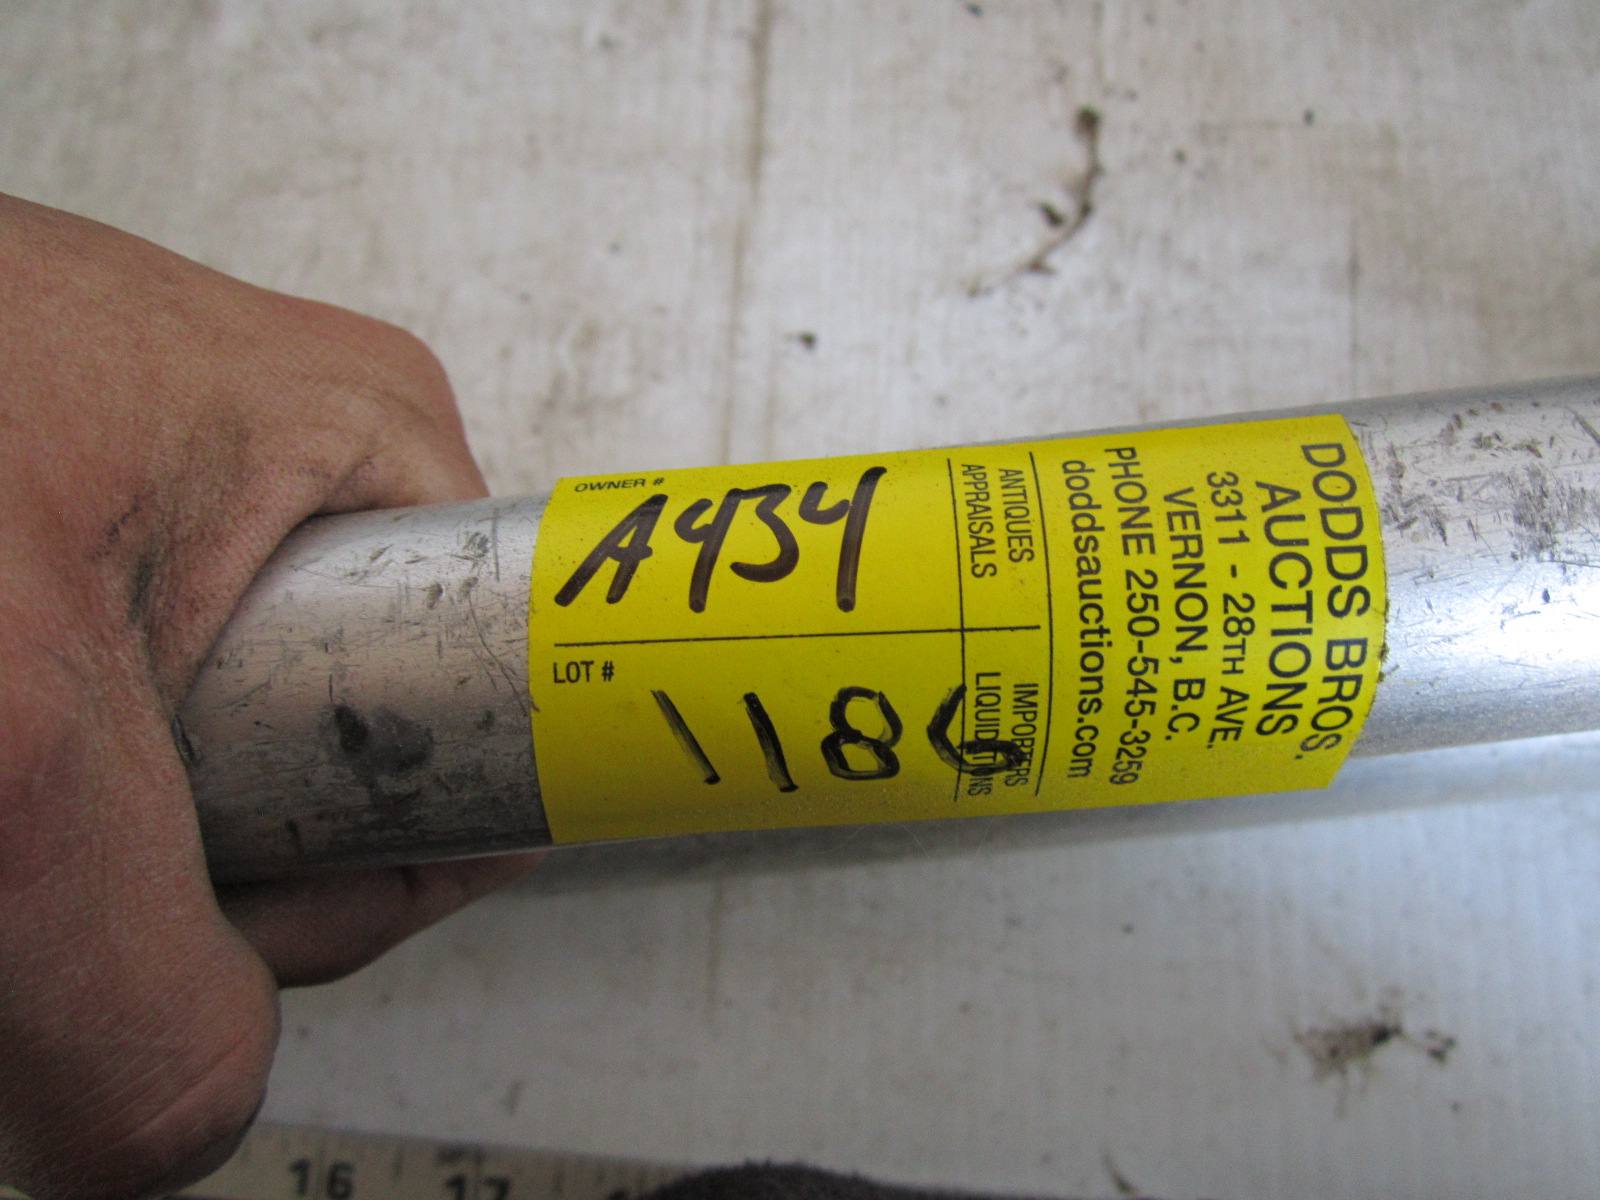 OWNER #
A434
LOT #
1186
ANTIQUES
APPRAISALS
IMPORTERS
LIQUIDATIONS
DODDS BROS.
AUCTIONS
3311 - 28TH AVE.
VERNON, B.C.
PHONE 250-545-3259
doddsauctions.com
16 17